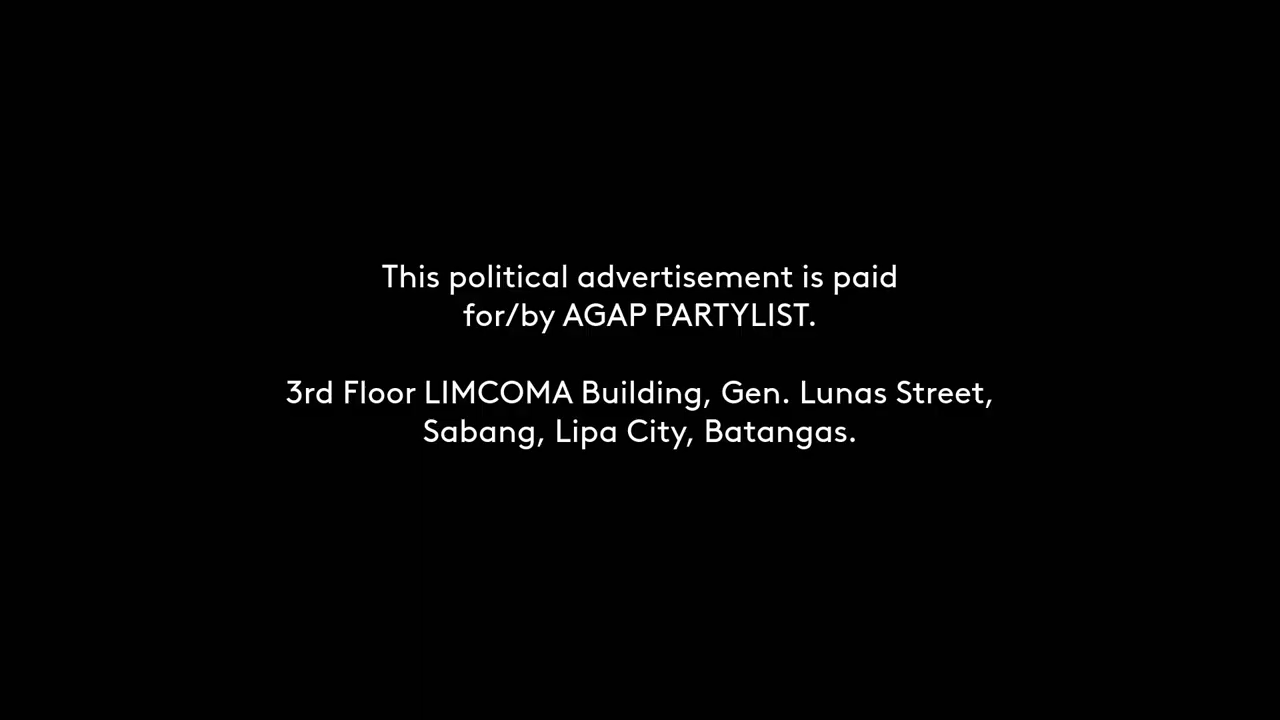 This political advertisement is paid
for/by AGAP PARTYLIST.
3rd Floor LIMCOMA Building, Gen. Lunas Street,
Sabang, Lipa City, Batangas.